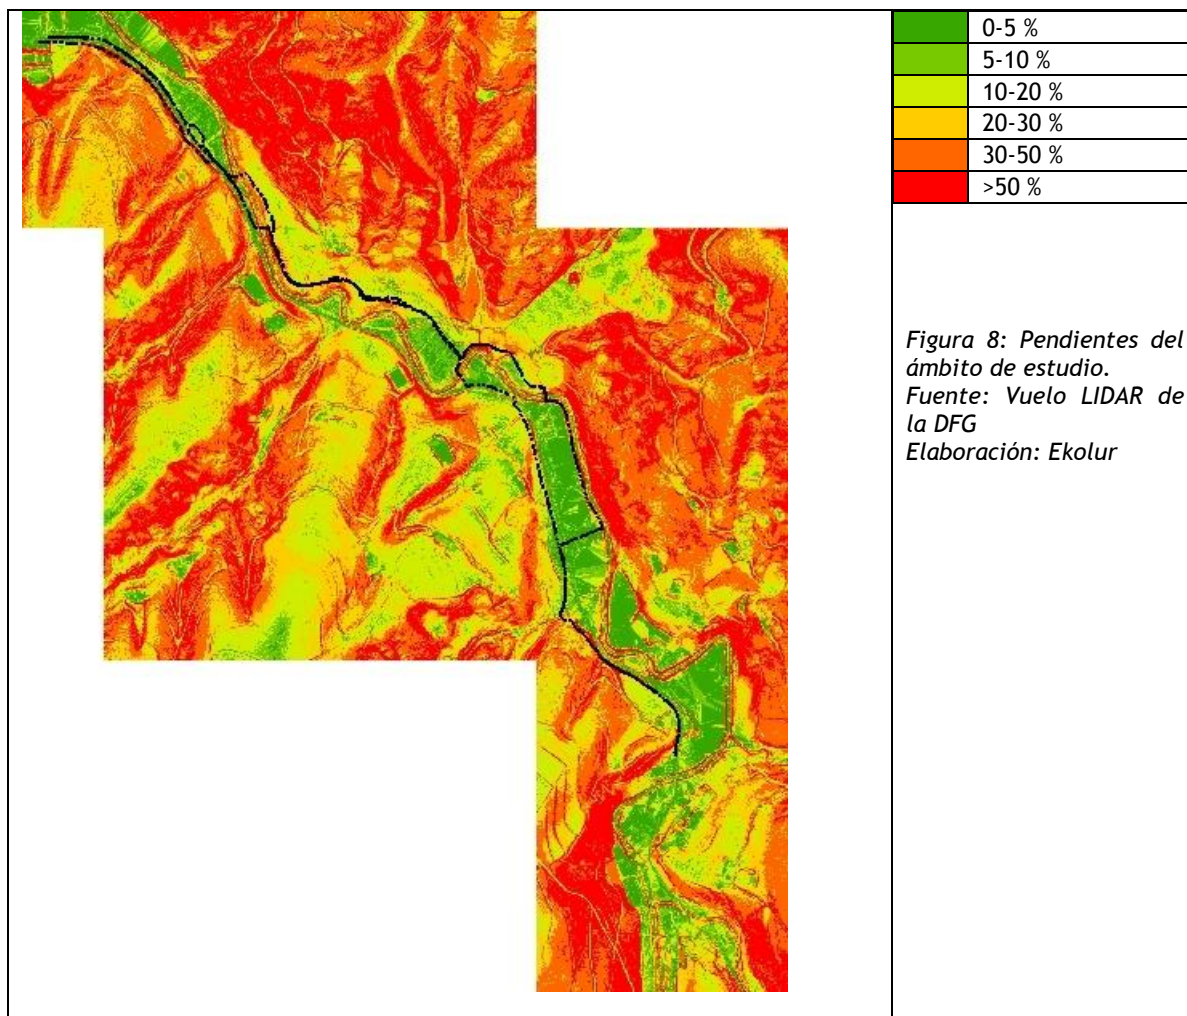 0-5 %
5-10 %
10-20 %
20-30 %
30-50 %
>50 %
Figura 8: Pendientes del
ámbito de estudio.
Fuente: Vuelo LIDAR de
la DFG
Elaboración: Ekolur